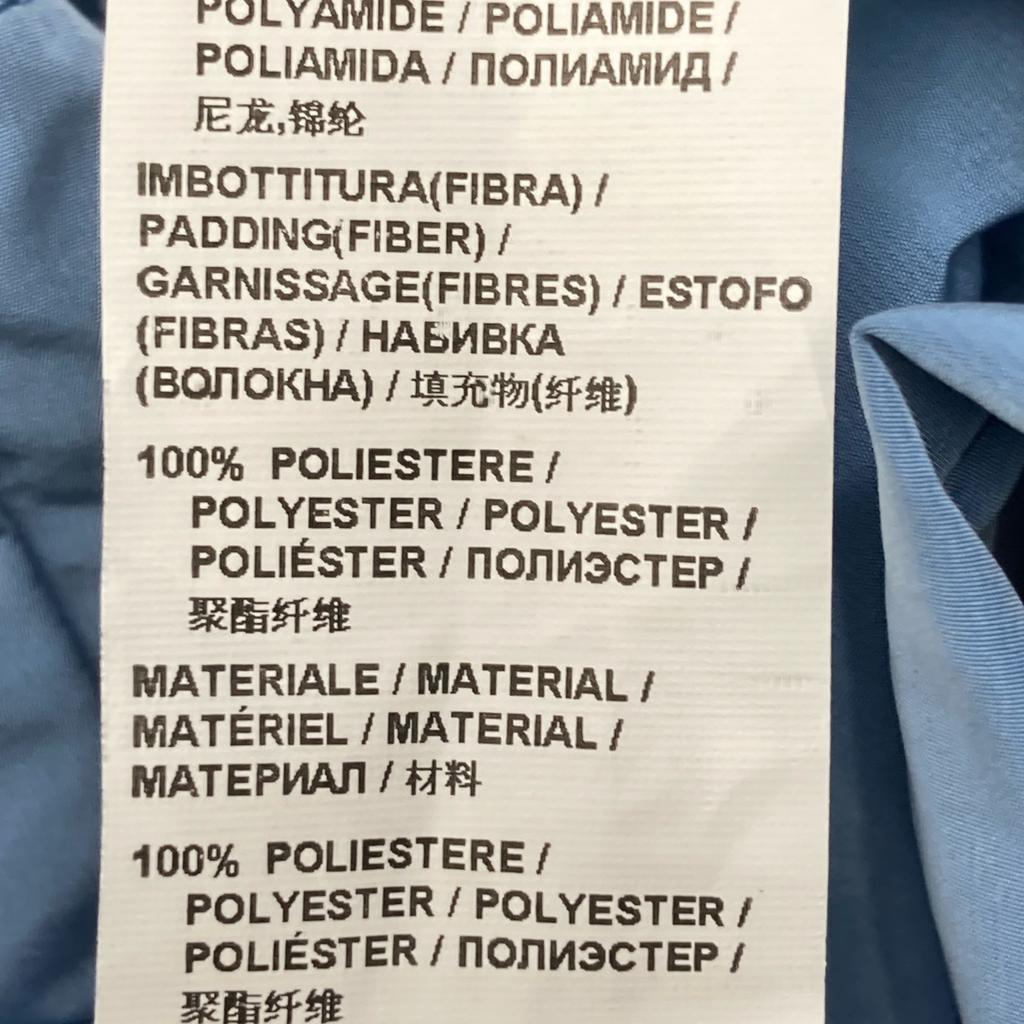 POLYAMIDE / POLIAMIDE /
POLIAMIDA / ПОЛИАМИД /
尼龙,锦纶
IMBOTTITURA(FIBRA) /
PADDING(FIBER) /
GARNISSAGE(FIBRES) / ESTOFO
(FIBRAS) / НАБИВКА
(ВОЛОКНА) / 填充物(纤维)
100% POLIESTERE /
POLYESTER / POLYESTER /
POLIÉSTER / ПОЛИЭСТЕР /
聚酯纤维
MATERIALE / MATERIAL /
MATÉRIEL / MATERIAL /
МАТЕРИАЛ / 材料
100% POLIESTERE /
POLYESTER / POLYESTER /
POLIÉSTER / ПОЛИЭСТЕР /
聚酯纤维